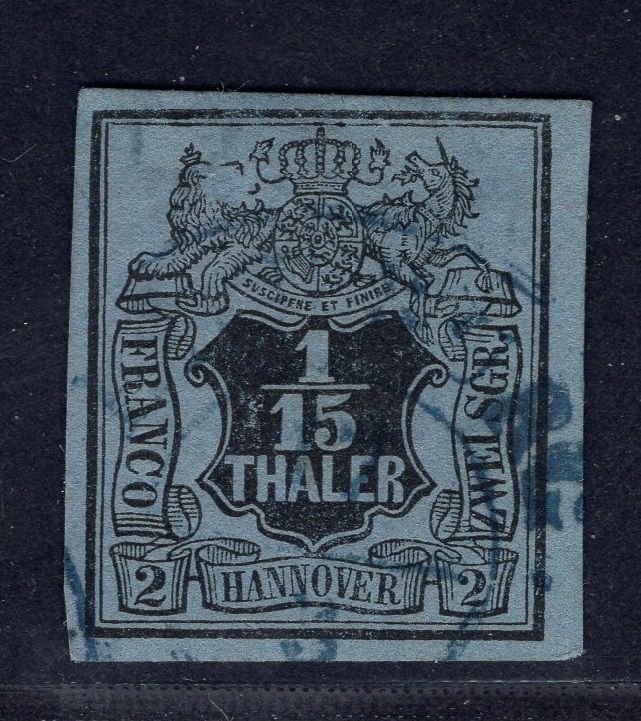 SUSCIPERE ET FINIRE
FRANCO
1
15
THALER
ZWEI SGR.
2
HANNOVER
2